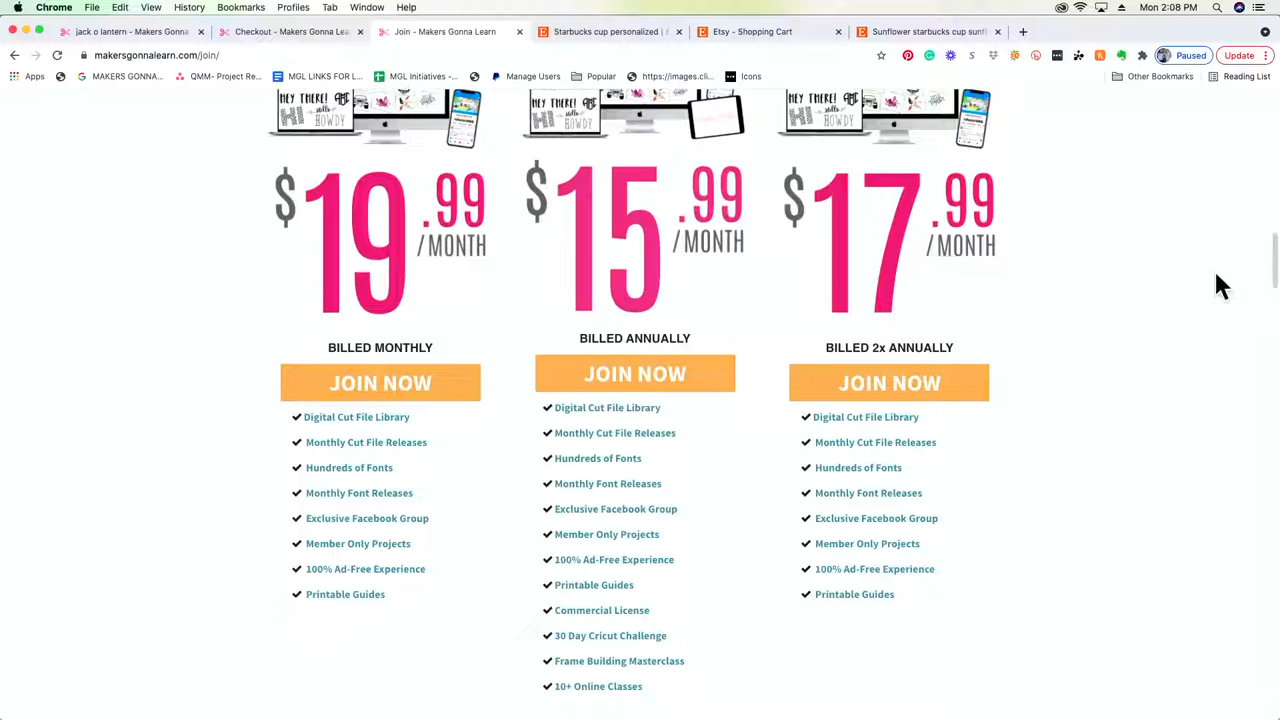 Chrome File Edit View History Bookmarks Profiles Tab Window Help Mon 2:08 PM
jack o lantern - Makers Gonna Checkout - Makers Gonna Lea Join - Makers Gonna Learn Starbucks cup personalized | E Etsy - Shopping Cart Starbucks cup sunfl
makersgonnalearn.com/join/ Paused Update
Apps MAKERS GONNA... QMM- Project Re... MGL LINKS FOR L... MGL Initiatives -... Manage Users Popular https://images.cli... Icons Other Bookmarks Reading List
HEY THERE! HEY THERE! HEY THERE!
HI hello HOWDY HI hello HOWDY HI hello HOWDY
$19.99 /MONTH $15.99 /MONTH $17.99 /MONTH
BILLED MONTHLY BILLED ANNUALLY BILLED 2x ANNUALLY
JOIN NOW JOIN NOW JOIN NOW
Digital Cut File Library
Monthly Cut File Releases
Hundreds of Fonts
Monthly Font Releases
Exclusive Facebook Group
Member Only Projects
100% Ad-Free Experience
Printable Guides
Digital Cut File Library
Monthly Cut File Releases
Hundreds of Fonts
Monthly Font Releases
Exclusive Facebook Group
Member Only Projects
100% Ad-Free Experience
Printable Guides
Commercial License
30 Day Cricut Challenge
Frame Building Masterclass
10+ Online Classes
Digital Cut File Library
Monthly Cut File Releases
Hundreds of Fonts
Monthly Font Releases
Exclusive Facebook Group
Member Only Projects
100% Ad-Free Experience
Printable Guides